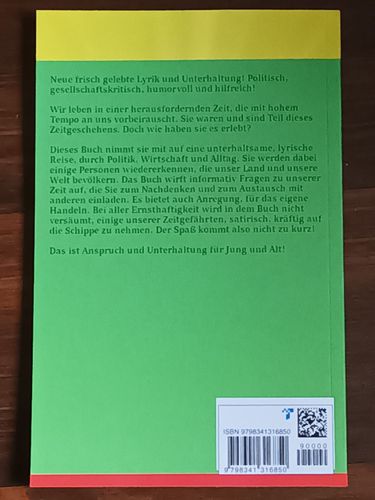 Neue frisch gelebte Lyrik und Unterhaltung! Politisch,
gesellschaftskritisch, humorvoll und hilfreich!
Wir leben in einer herausfordernden Zeit, die mit hohem
Tempo an uns vorbeirauscht. Sie waren und sind Teil dieses
Zeitgeschehens. Doch wie haben sie es erlebt?
Dieses Buch nimmt sie mit auf eine unterhaltsame, lyrische
Reise, durch Politik, Wirtschaft und Alltag. Sie werden dabei
einige Personen wiedererkennen, die unser Land und unsere
Welt bevölkern. Das Buch wirft informativ Fragen zu unserer
Zeit auf, die Sie zum Nachdenken und zum Austausch mit
anderen einladen. Es bietet auch Anregung, für das eigene
Handeln. Bei aller Ernsthaftigkeit wird in dem Buch nicht
versäumt, einige unserer Zeitgefährten, satirisch, kräftig auf
die Schippe zu nehmen. Der Spaß kommt also nicht zu kurz!
Das ist Anspruch und Unterhaltung für Jung und Alt!
ISBN 9798341316850
90000
9 798341 316850